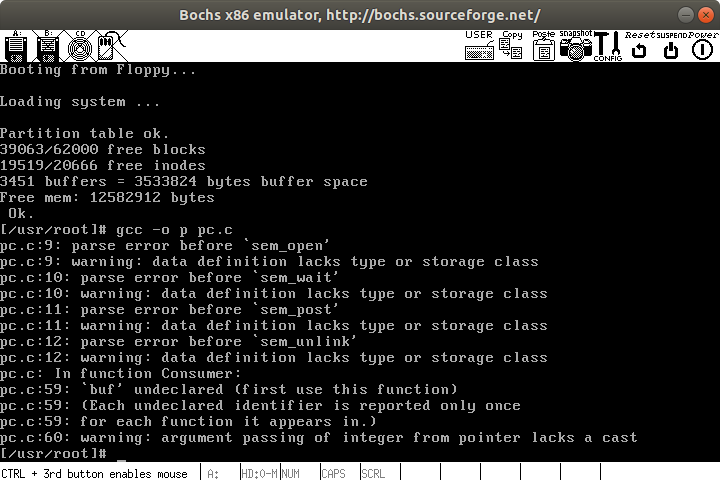 Bochs x86 emulator, http://bochs.sourceforge.net/
A: B: CD USER Copy Paste snapshot CONFIG Reset SUSPEND Power
Booting from Floppy...
Loading system ...
Partition table ok.
39063/62000 free blocks
19519/20666 free inodes
3451 buffers = 3533824 bytes buffer space
Free mem: 12582912 bytes
Ok.
[/usr/root]# gcc -o p pc.c
pc.c:9: parse error before `sem_open'
pc.c:9: warning: data definition lacks type or storage class
pc.c:10: parse error before `sem_wait'
pc.c:10: warning: data definition lacks type or storage class
pc.c:11: parse error before `sem_post'
pc.c:11: warning: data definition lacks type or storage class
pc.c:12: parse error before `sem_unlink'
pc.c:12: warning: data definition lacks type or storage class
pc.c: In function Consumer:
pc.c:59: `buf' undeclared (first use this function)
pc.c:59: (Each undeclared identifier is reported only once
pc.c:59: for each function it appears in.)
pc.c:60: warning: argument passing of integer from pointer lacks a cast
[/usr/root]# _
CTRL + 3rd button enables mouse A: HD:0-M NUM CAPS SCRL